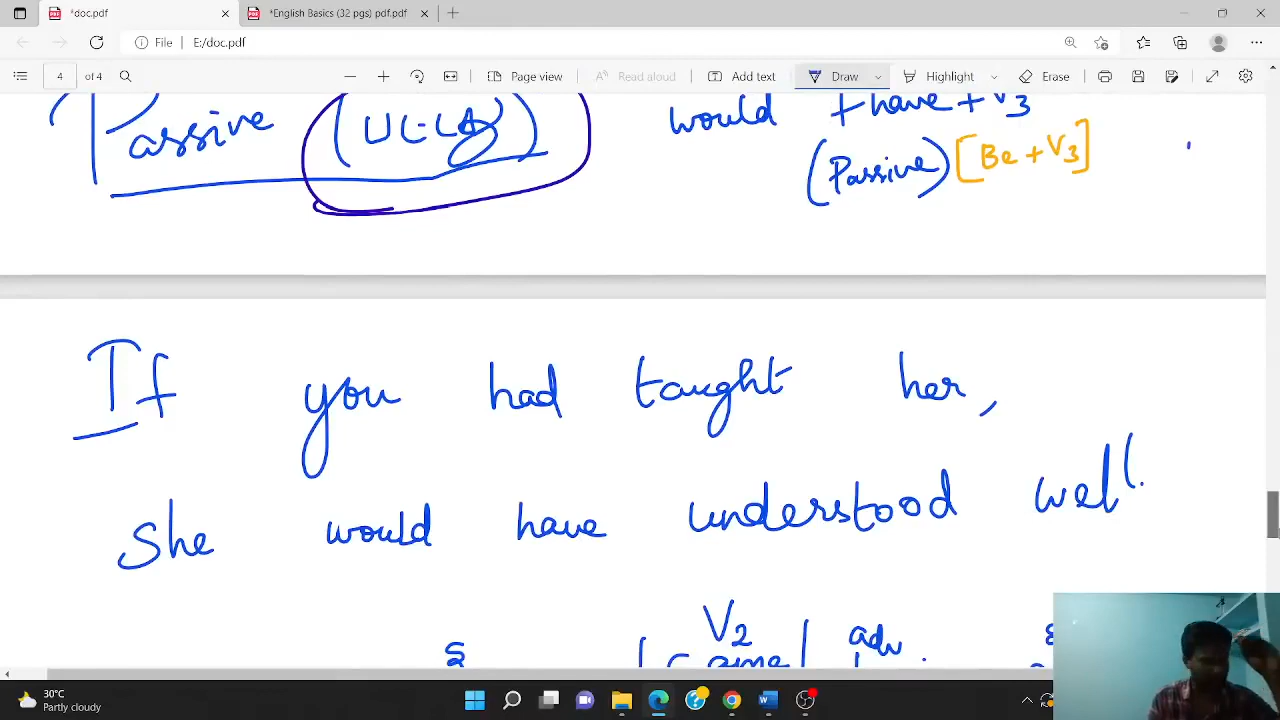 *doc.pdf
*English Basics (32 pgs) pdf.pdf
File E:/doc.pdf
4 of 4
Page view
Read aloud
Add text
Draw
Highlight
Erase
would + have + V3
Passive
(Passive) [Be + V3]
If you had taught her,
She would have understood well.
V2
came adv
30°C
Partly cloudy